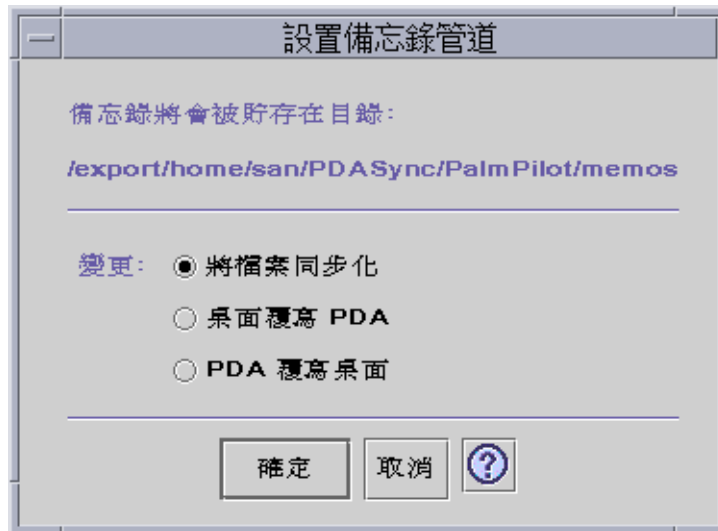 設置備忘錄管道
備忘錄將會被貯存在目錄:
/export/home/san/PDASync/PalmPilot/memos
變更: 將檔案同步化
桌面覆寫 PDA
PDA 覆寫桌面
確定 取消 ?